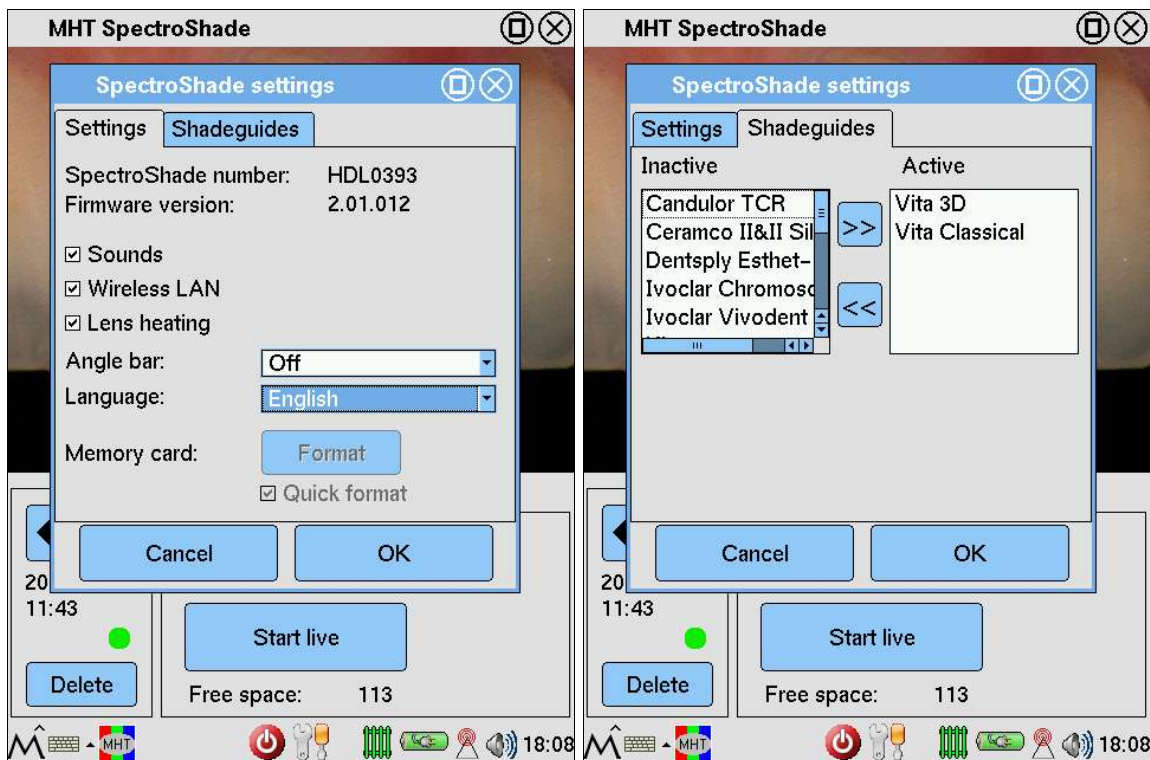 MHT SpectroShade
SpectroShade settings
Settings Shadeguides
SpectroShade number: HDL0393
Firmware version: 2.01.012
Sounds
Wireless LAN
Lens heating
Angle bar: Off
Language: English
Memory card: Format
Quick format
Cancel OK
20
11:43
Start live
Delete
Free space: 113
MHT
18:08
MHT SpectroShade
SpectroShade settings
Settings Shadeguides
Inactive Active
Candulor TCR
Ceramco II&II Sil
Dentsply Esthet-
Ivoclar Chromosc
Ivoclar Vivodent
>>
<<
Vita 3D
Vita Classical
Cancel OK
20
11:43
Start live
Delete
Free space: 113
MHT
18:08